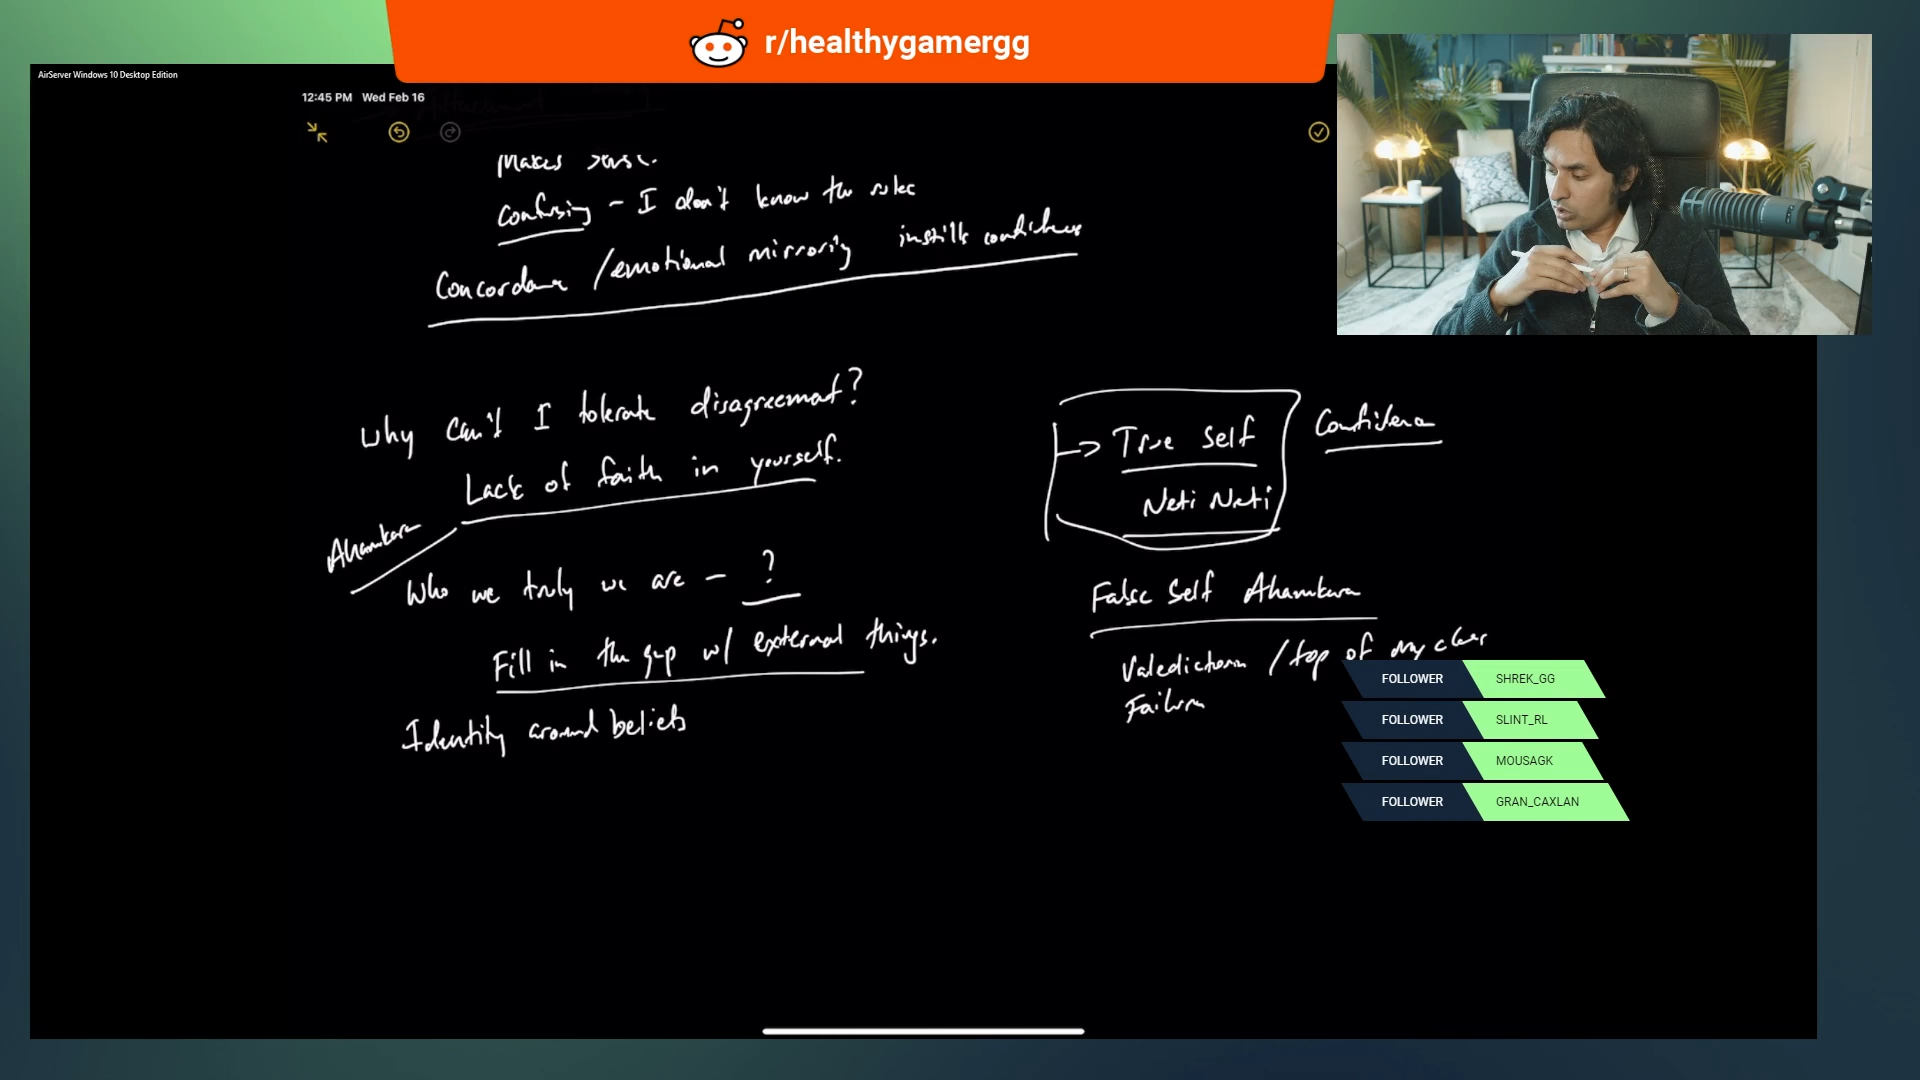 r/healthygamergg
AirServer Windows 10 Desktop Edition
12:45 PM Wed Feb 16
Makes sense.
Confusing - I don't know the rules
Concordance / emotional mirroring instills confidence
Why can't I tolerate disagreement?
Lack of faith in yourself.
Ahamkara
Who we truly we are - ?
Fill in the gap w/ external things.
Identity around beliefs
True Self
Neti Neti
Confidence
False Self Ahamkara
Valedictorian / top of my class
Failure
FOLLOWER SHREK_GG
FOLLOWER SLINT_RL
FOLLOWER MOUSAGK
FOLLOWER GRAN_CAXLAN